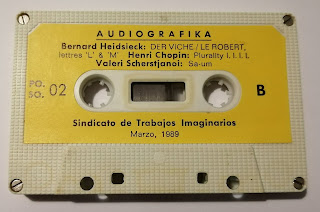 AUDIOGRAFIKA
Bernard Heidsieck: DER VICHE / LE ROBERT,
lettres 'L' & 'M' Henri Chopin: Plurality I. I. I. I.
Valeri Scherstjanoi: Sa-um
PO.
SO. 02
B
Sindicato de Trabajos Imaginarios
Marzo, 1989